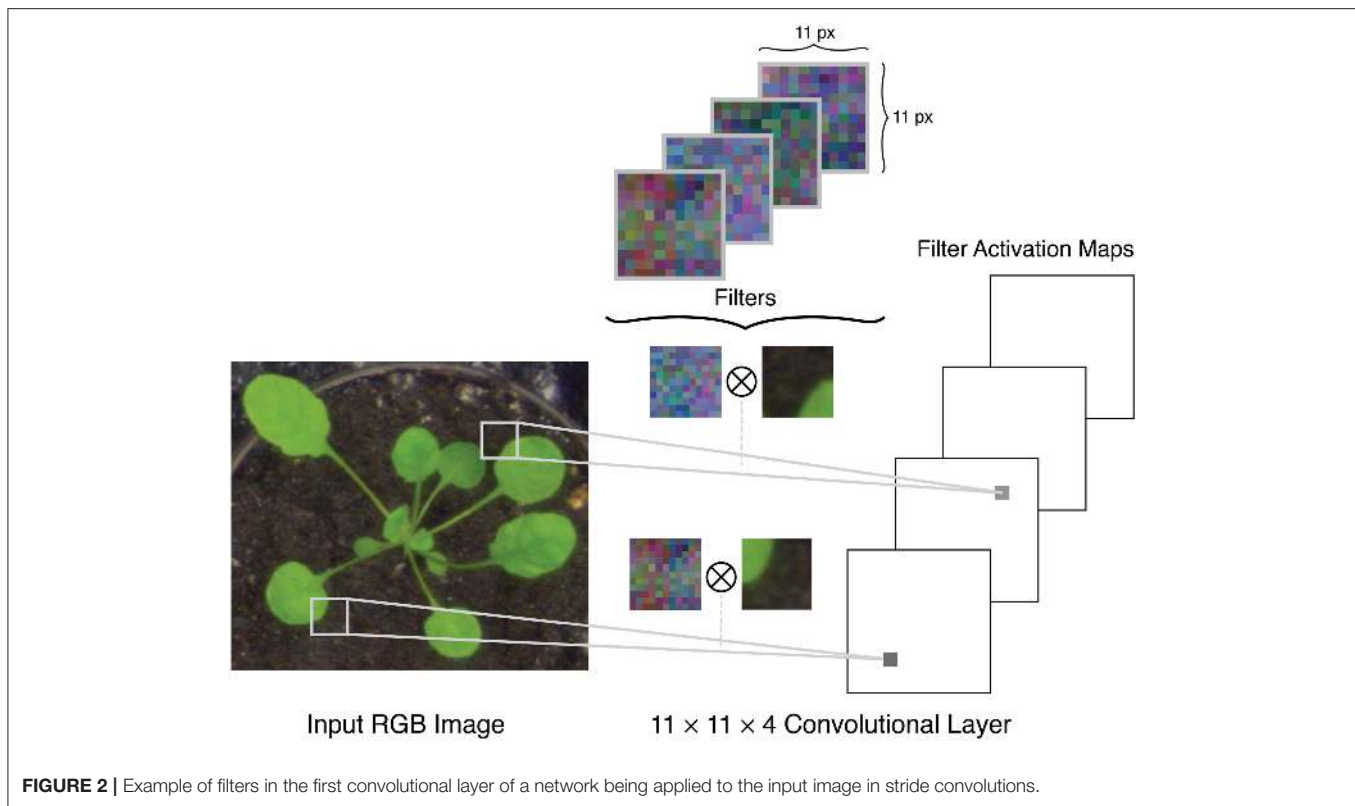 11 px
11 px
Filter Activation Maps
Filters
Input RGB Image
11 × 11 × 4 Convolutional Layer
FIGURE 2 | Example of filters in the first convolutional layer of a network being applied to the input image in stride convolutions.